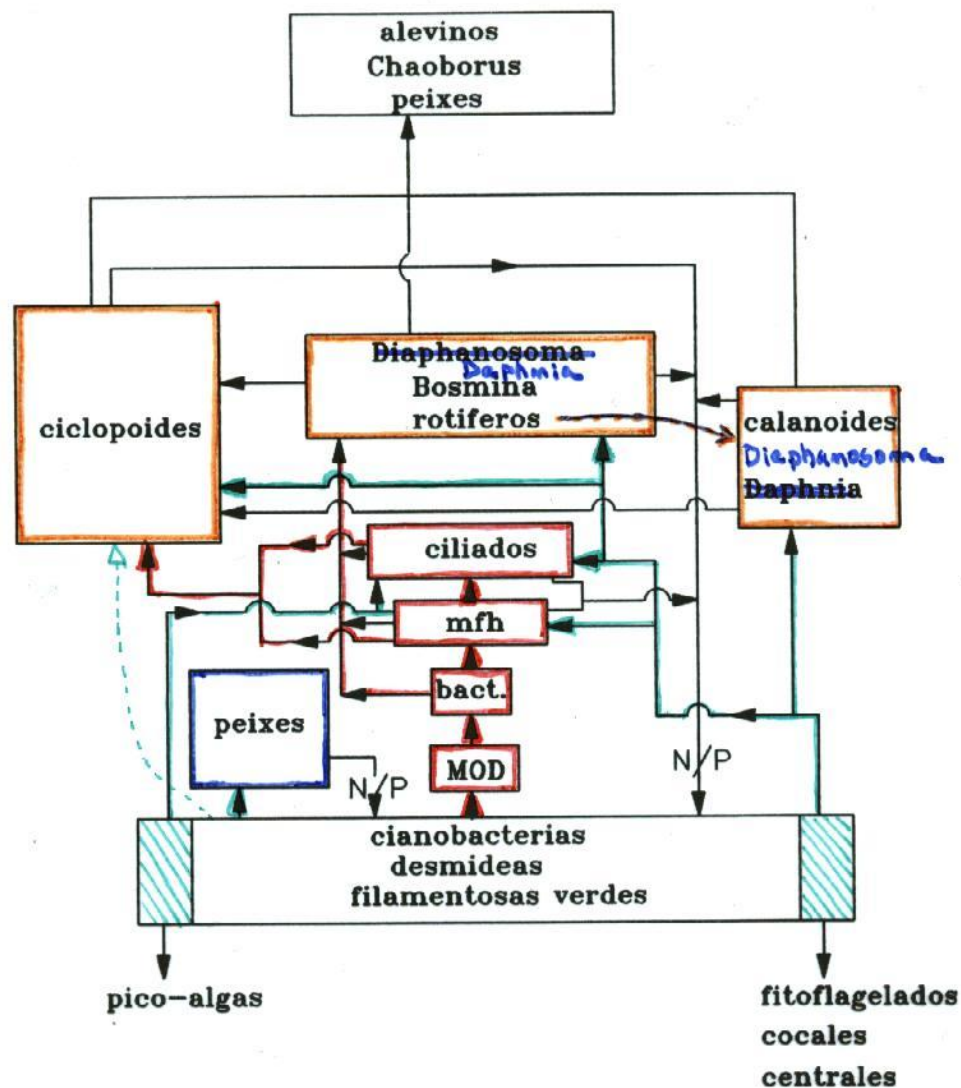 alevinos
Chaoborus
peixes
Diaphanosoma
Daphnia
Bosmina
rotiferos
ciclopoides
calanoides
Diaphanosoma
Daphnia
ciliados
mfh
bact.
peixes
MOD
N/P
N/P
cianobacterias
desmideas
filamentosas verdes
pico-algas
fitoflagelados
cocales
centrales